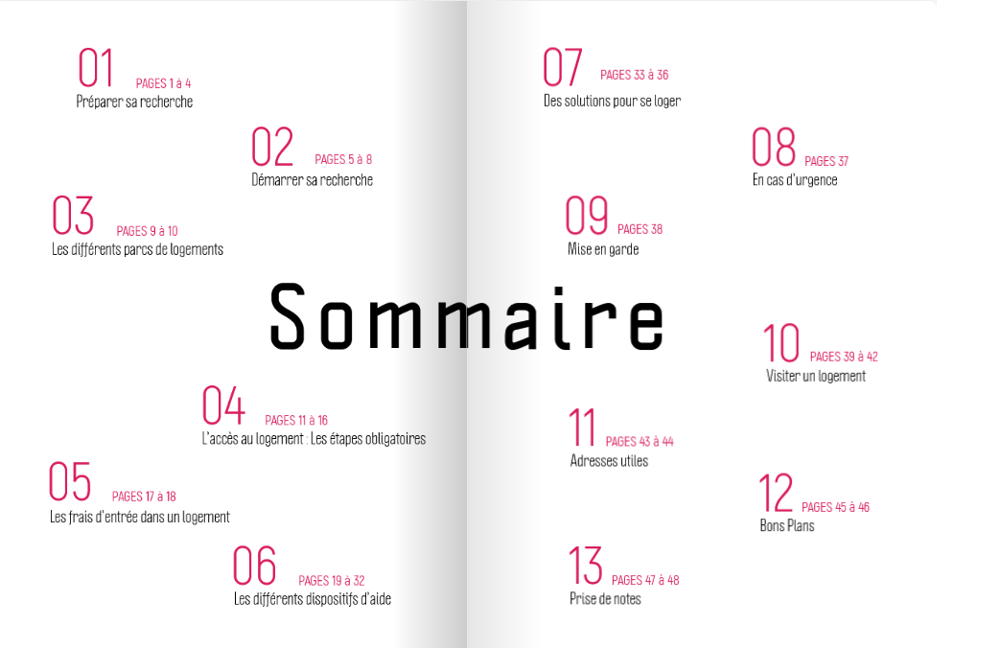 01 PAGES 1 à 4
Préparer sa recherche
02 PAGES 5 à 8
Démarrer sa recherche
03 PAGES 9 à 10
Les différents parcs de logements
04 PAGES 11 à 16
L'accès au logement : Les étapes obligatoires
05 PAGES 17 à 18
Les frais d'entrée dans un logement
06 PAGES 19 à 32
Les différents dispositifs d'aide
Sommaire
07 PAGES 33 à 36
Des solutions pour se loger
08 PAGES 37
En cas d'urgence
09 PAGES 38
Mise en garde
10 PAGES 39 à 42
Visiter un logement
11 PAGES 43 à 44
Adresses utiles
12 PAGES 45 à 46
Bons Plans
13 PAGES 47 à 48
Prise de notes